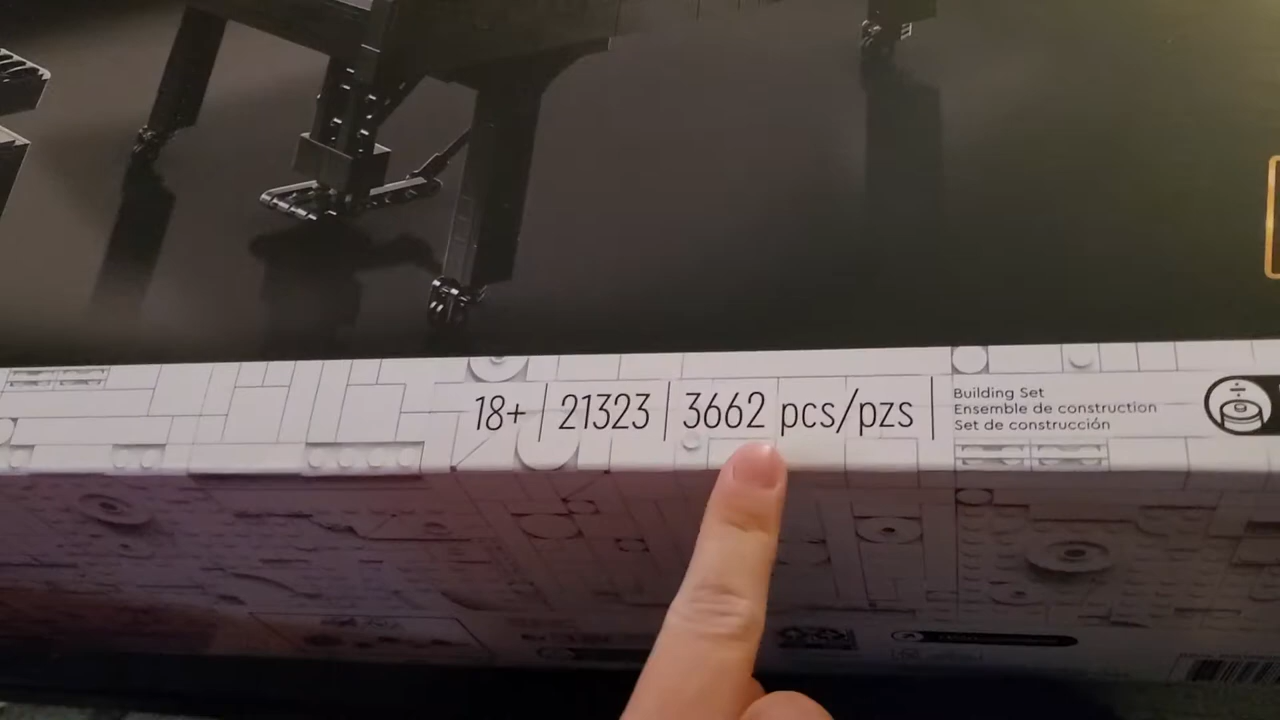 18+ | 21323 | 3662 pcs/pzs
Building Set
Ensemble de construction
Set de construcción